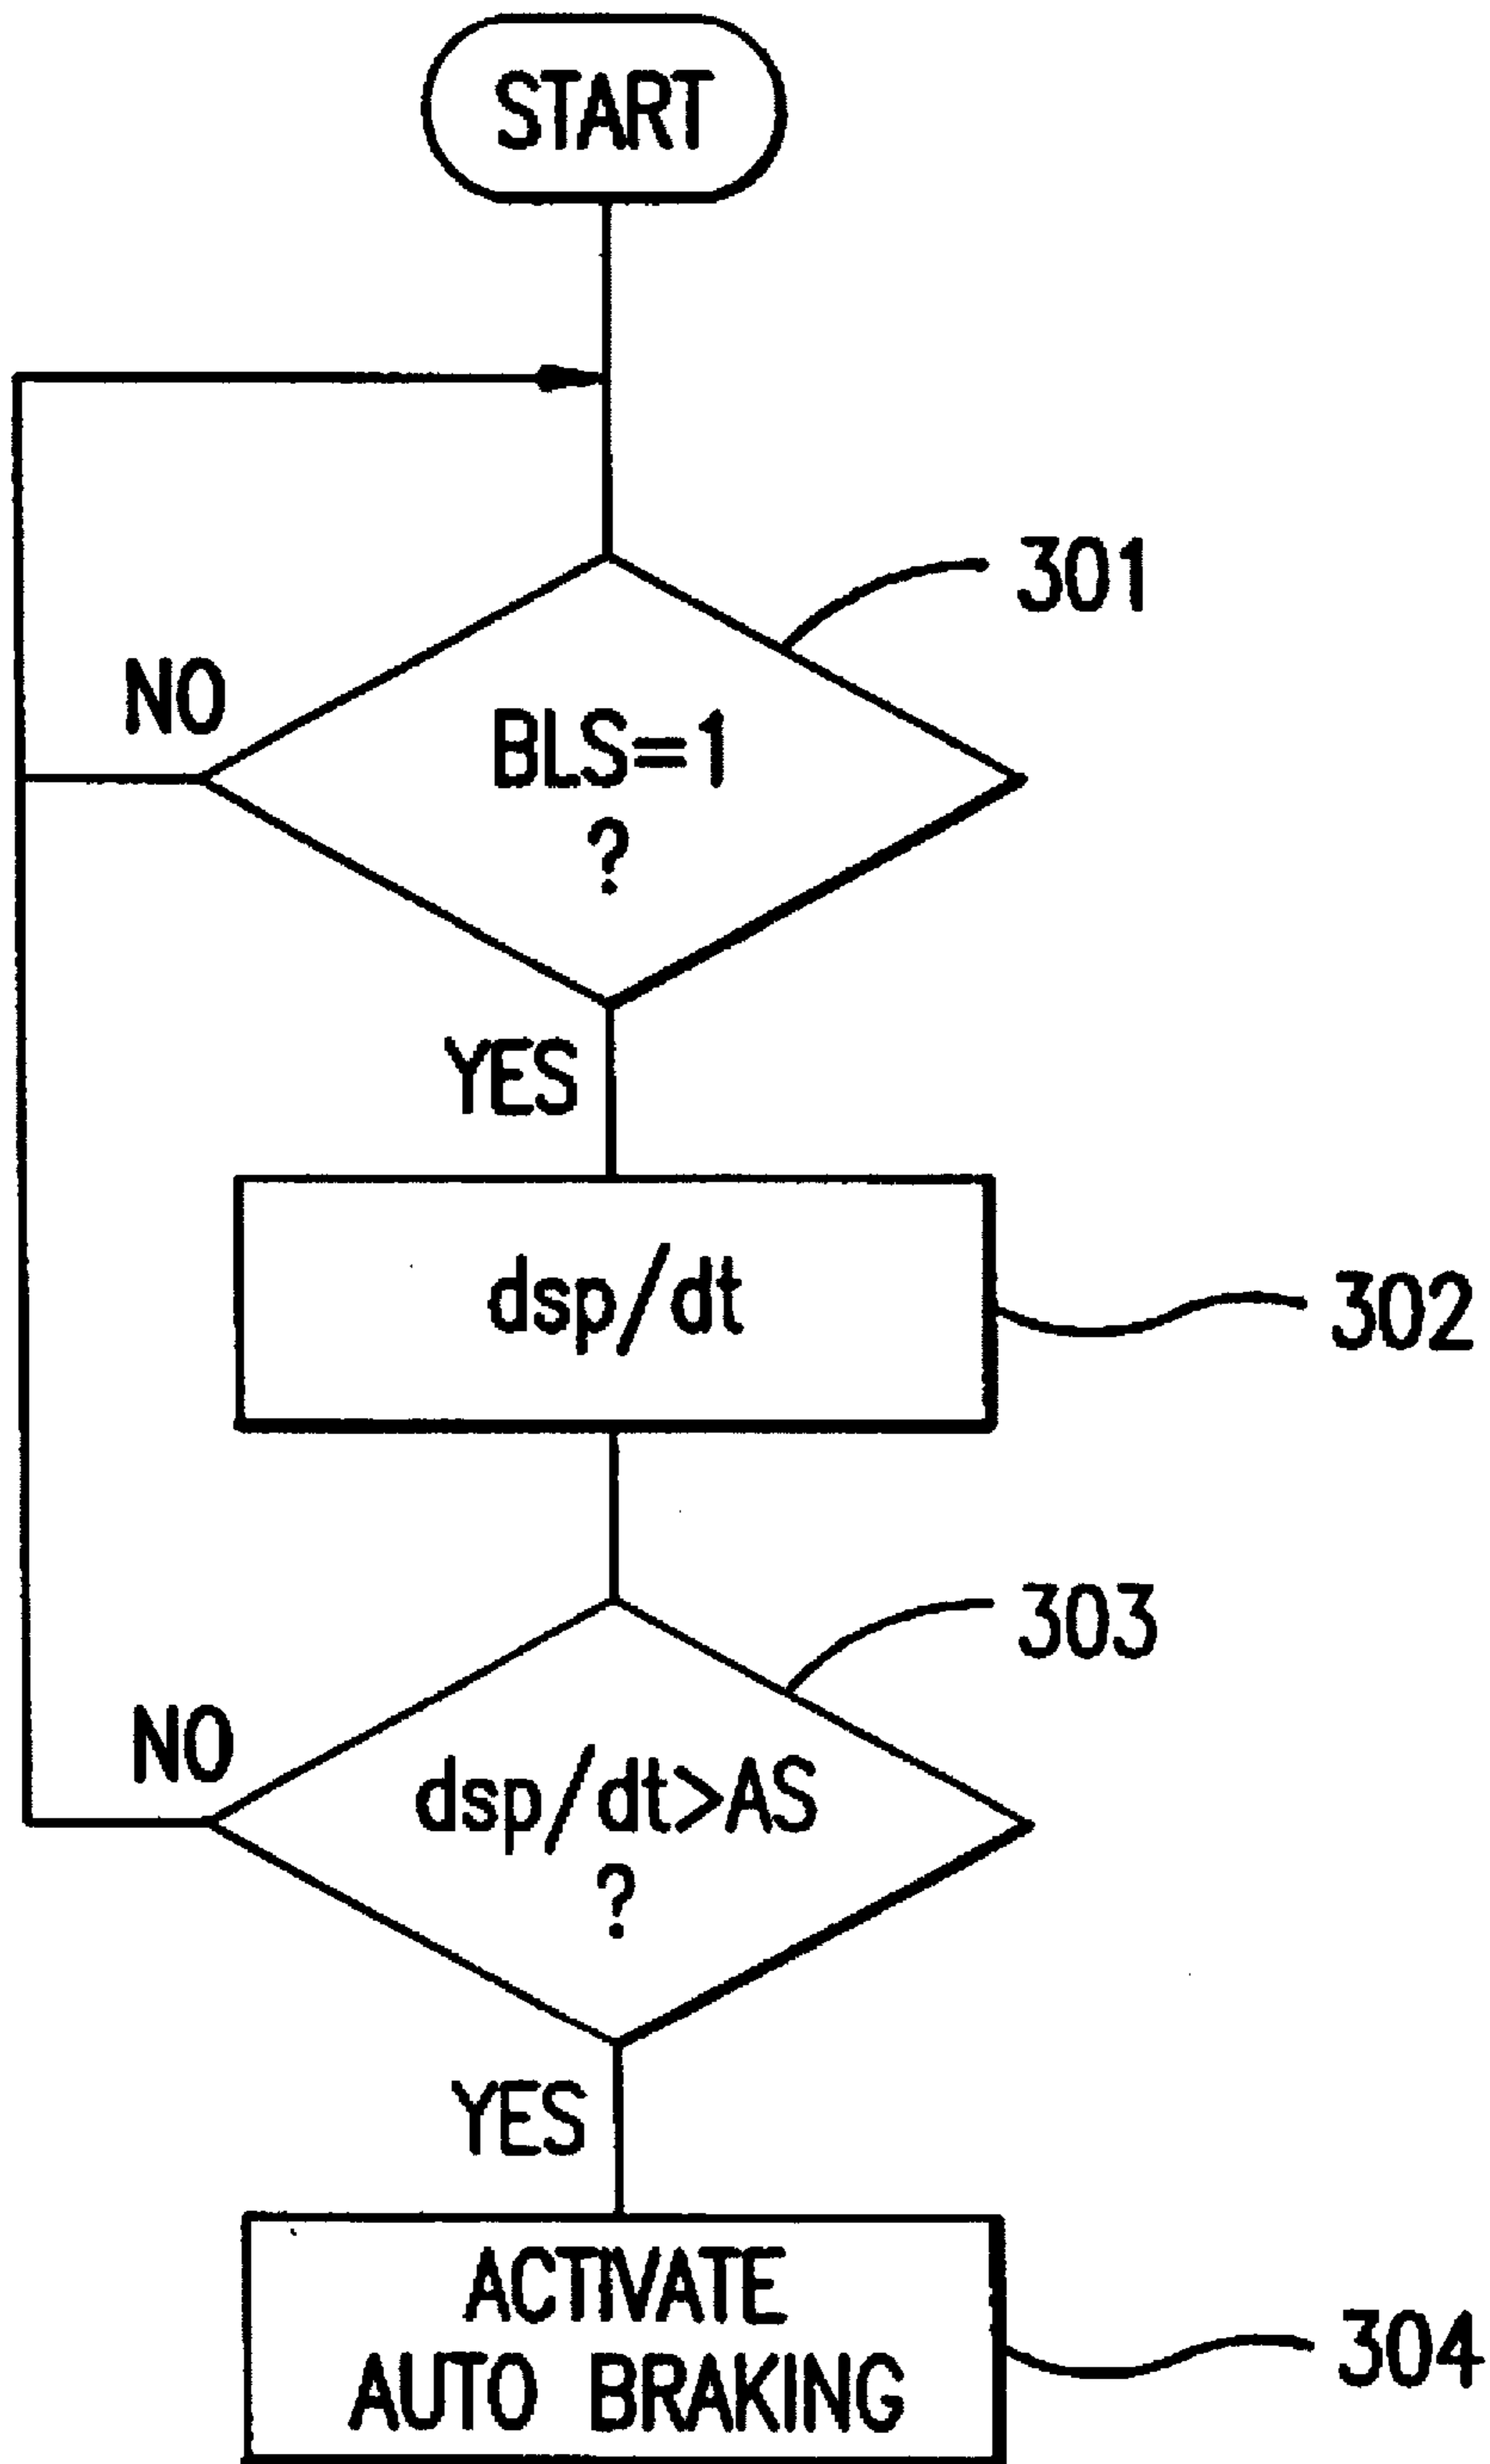 START
301
NO
BLS=1
?
YES
dsp/dt
302
303
NO
dsp/dt>AS
?
YES
ACTIVATE
AUTO BRAKING
304